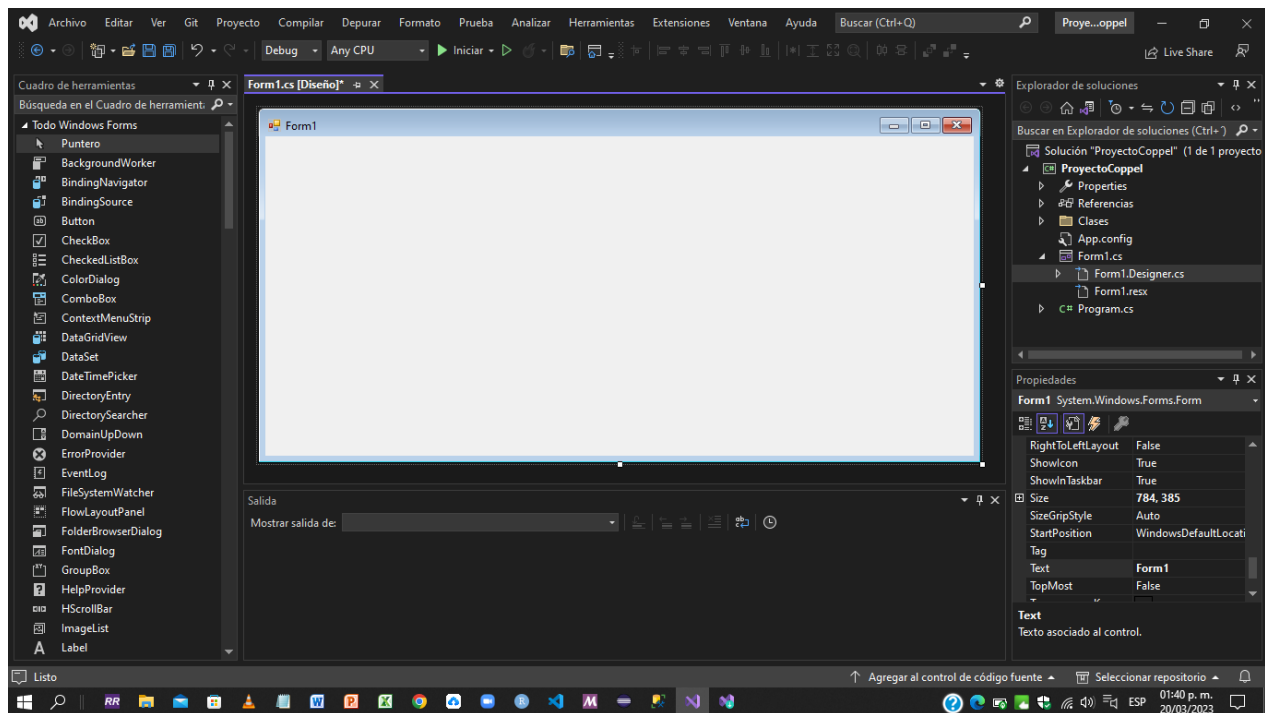 Archivo Editar Ver Git Proyecto Compilar Depurar Formato Prueba Analizar Herramientas Extensiones Ventana Ayuda Buscar (Ctrl+Q) Proye...oppel
Debug Any CPU Iniciar Live Share
Cuadro de herramientas
Búsqueda en el Cuadro de herramient
Todo Windows Forms
Puntero
BackgroundWorker
BindingNavigator
BindingSource
Button
CheckBox
CheckedListBox
ColorDialog
ComboBox
ContextMenuStrip
DataGridView
DataSet
DateTimePicker
DirectoryEntry
DirectorySearcher
DomainUpDown
ErrorProvider
EventLog
FileSystemWatcher
FlowLayoutPanel
FolderBrowserDialog
FontDialog
GroupBox
HelpProvider
HScrollBar
ImageList
Label
Form1.cs [Diseño]*
Form1
Salida
Mostrar salida de:
Explorador de soluciones
Buscar en Explorador de soluciones (Ctrl+´)
Solución "ProyectoCoppel" (1 de 1 proyecto
ProyectoCoppel
Properties
Referencias
Clases
App.config
Form1.cs
Form1.Designer.cs
Form1.resx
C# Program.cs
Propiedades
Form1 System.Windows.Forms.Form
RightToLeftLayout False
ShowIcon True
ShowInTaskbar True
Size 784, 385
SizeGripStyle Auto
StartPosition WindowsDefaultLocati
Tag
Text Form1
TopMost False
Text
Texto asociado al control.
Listo Agregar al control de código fuente Seleccionar repositorio
ESP 01:40 p. m.
20/03/2023